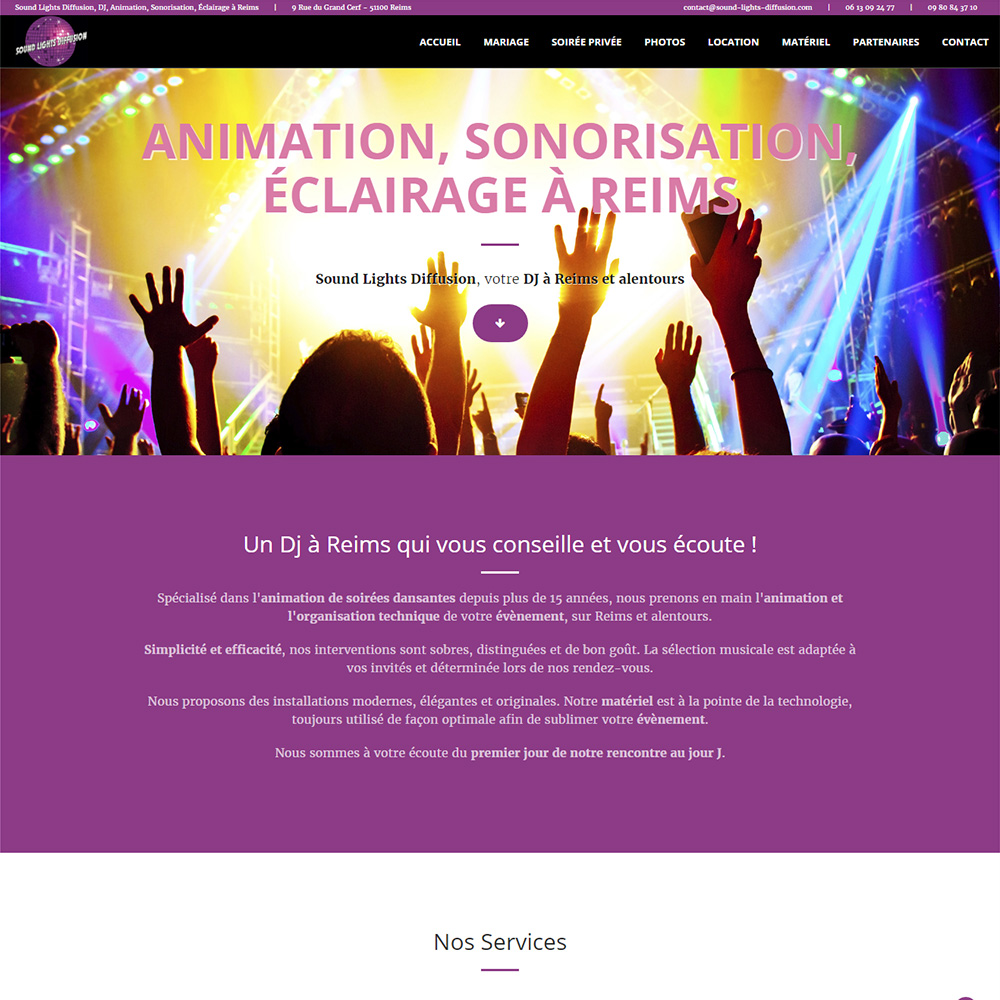 Sound Lights Diffusion, DJ, Animation, Sonorisation, Éclairage à Reims | 9 Rue du Grand Cerf – 51100 Reims contact@sound-lights-diffusion.com | 06 13 09 24 77 | 09 80 84 37 10
SOUND LIGHTS DIFFUSION
ACCUEIL MARIAGE SOIRÉE PRIVÉE PHOTOS LOCATION MATÉRIEL PARTENAIRES CONTACT
ANIMATION, SONORISATION,
ÉCLAIRAGE À REIMS
Sound Lights Diffusion, votre DJ à Reims et alentours
Un Dj à Reims qui vous conseille et vous écoute !
Spécialisé dans l'animation de soirées dansantes depuis plus de 15 années, nous prenons en main l'animation et
l'organisation technique de votre évènement, sur Reims et alentours.
Simplicité et efficacité, nos interventions sont sobres, distinguées et de bon goût. La sélection musicale est adaptée à
vos invités et déterminée lors de nos rendez-vous.
Nous proposons des installations modernes, élégantes et originales. Notre matériel est à la pointe de la technologie,
toujours utilisé de façon optimale afin de sublimer votre évènement.
Nous sommes à votre écoute du premier jour de notre rencontre au jour J.
Nos Services